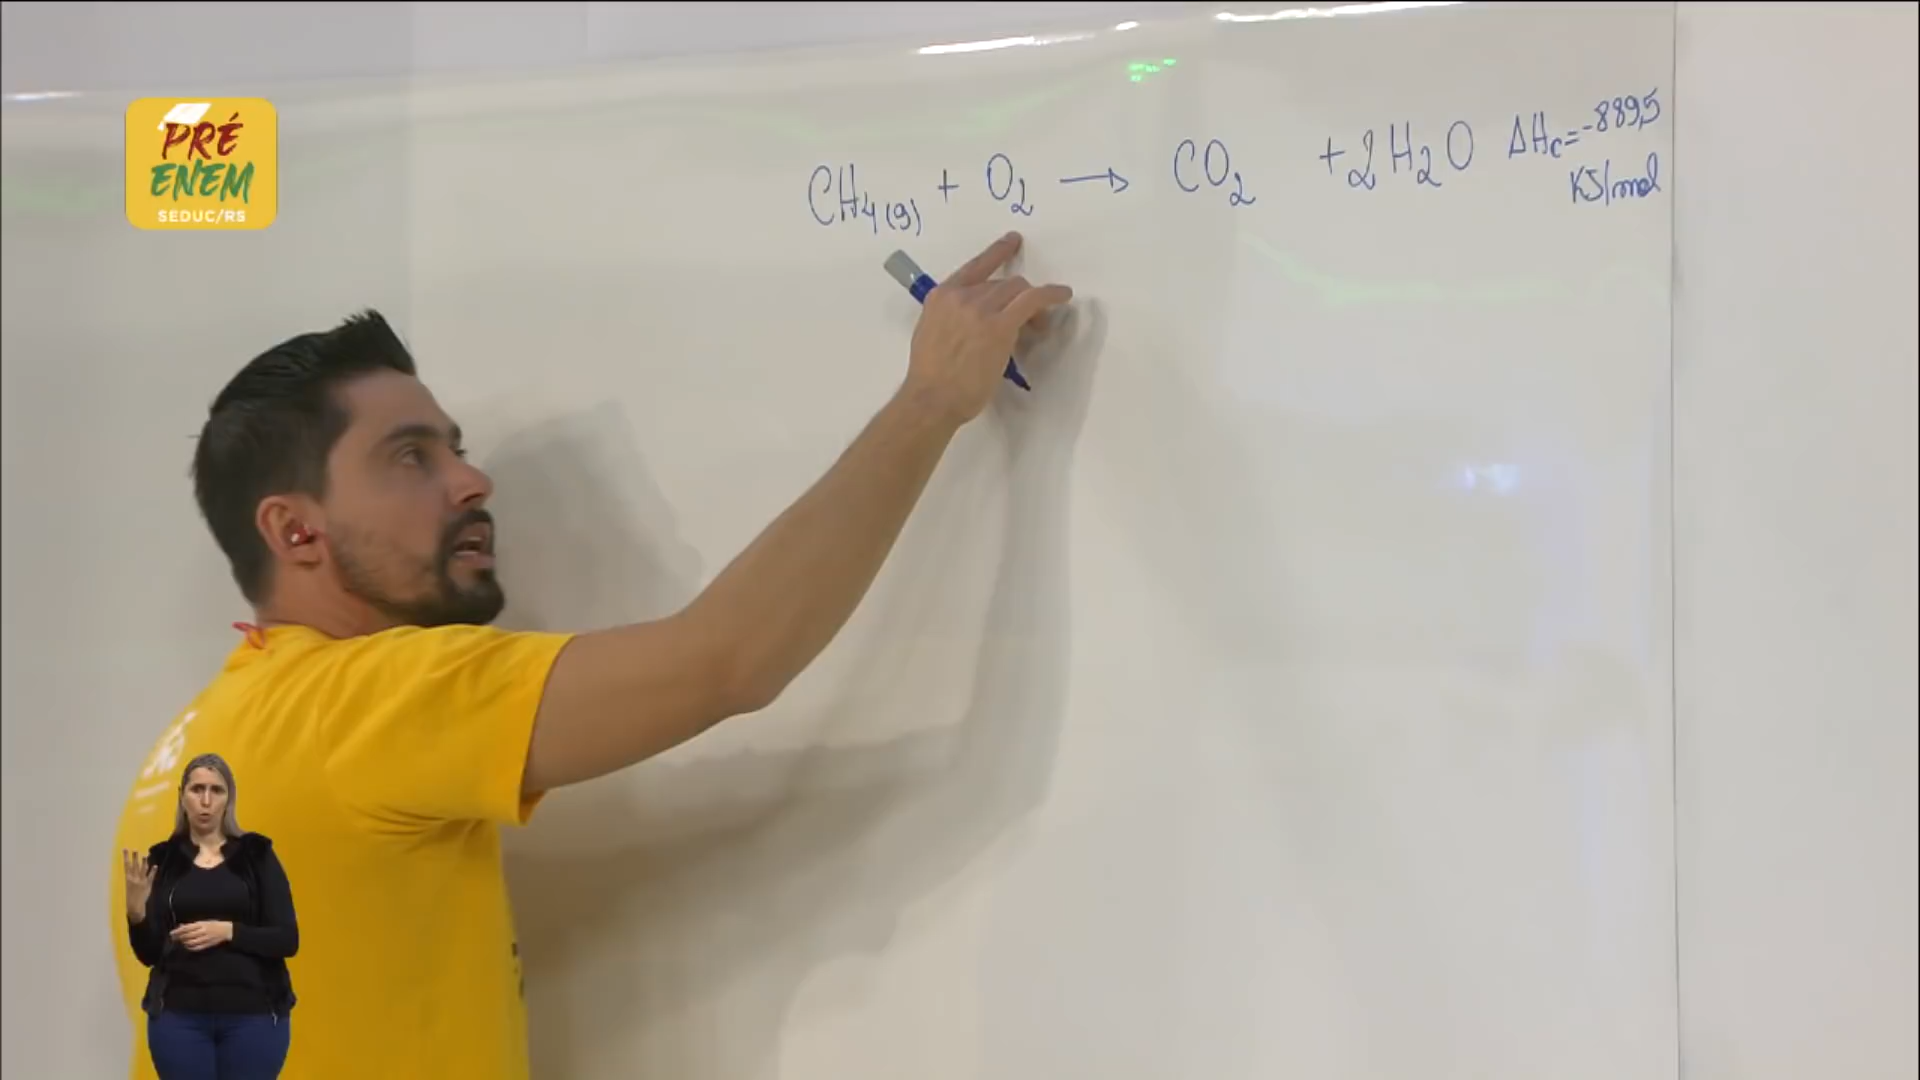 PRÉ
ENEM
SEDUC/RS
CH₄(g) + O₂ → CO₂ + 2H₂O ΔHc = -889,5
KJ/mol